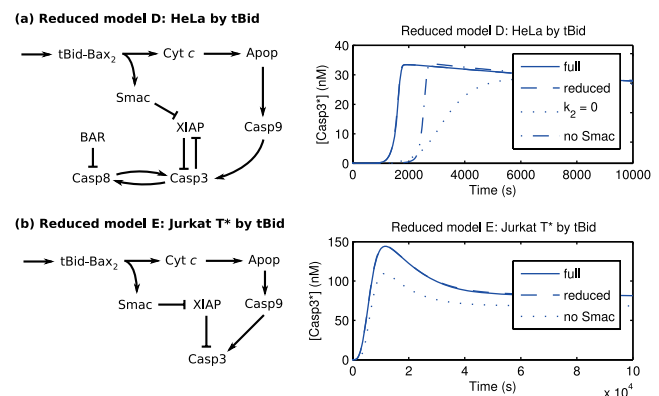 (a) Reduced model D: HeLa by tBid
tBid-Bax2
Cyt c
Apop
Smac
XIAP
BAR
Casp9
Casp8
Casp3
Reduced model D: HeLa by tBid
[Casp3*] (nM)
40
30
20
10
0
0 2000 4000 6000 8000 10000
Time (s)
full
reduced
k2 = 0
no Smac
(b) Reduced model E: Jurkat T* by tBid
tBid-Bax2
Cyt c
Apop
Smac
XIAP
Casp9
Casp3
Reduced model E: Jurkat T* by tBid
[Casp3*] (nM)
150
100
50
0
0 2 4 6 8 10
Time (s)
x 10^4
full
reduced
no Smac